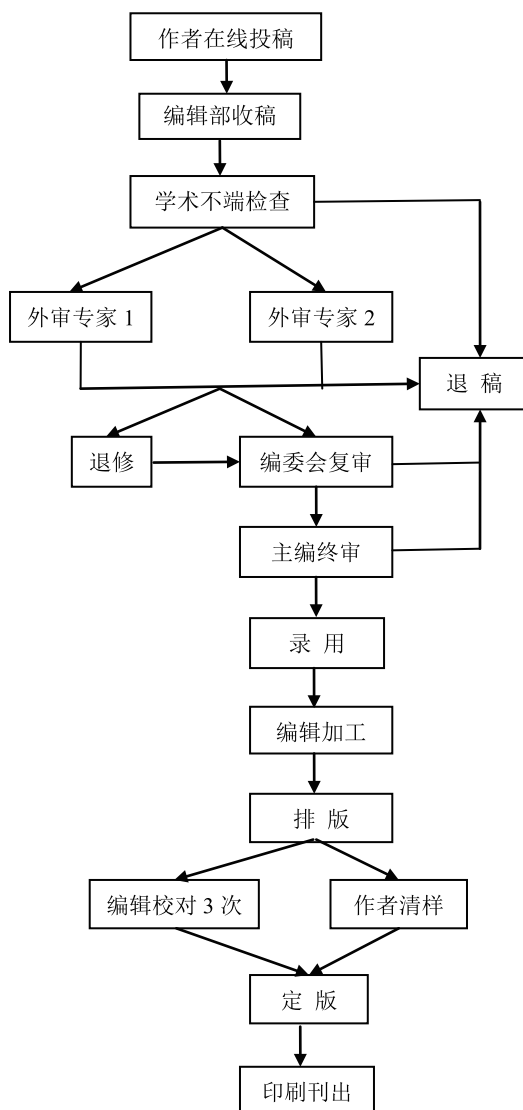 作者在线投稿
编辑部收稿
学术不端检查
外审专家 1
外审专家 2
退 稿
退修
编委会复审
主编终审
录 用
编辑加工
排 版
编辑校对 3 次
作者清样
定 版
印刷刊出